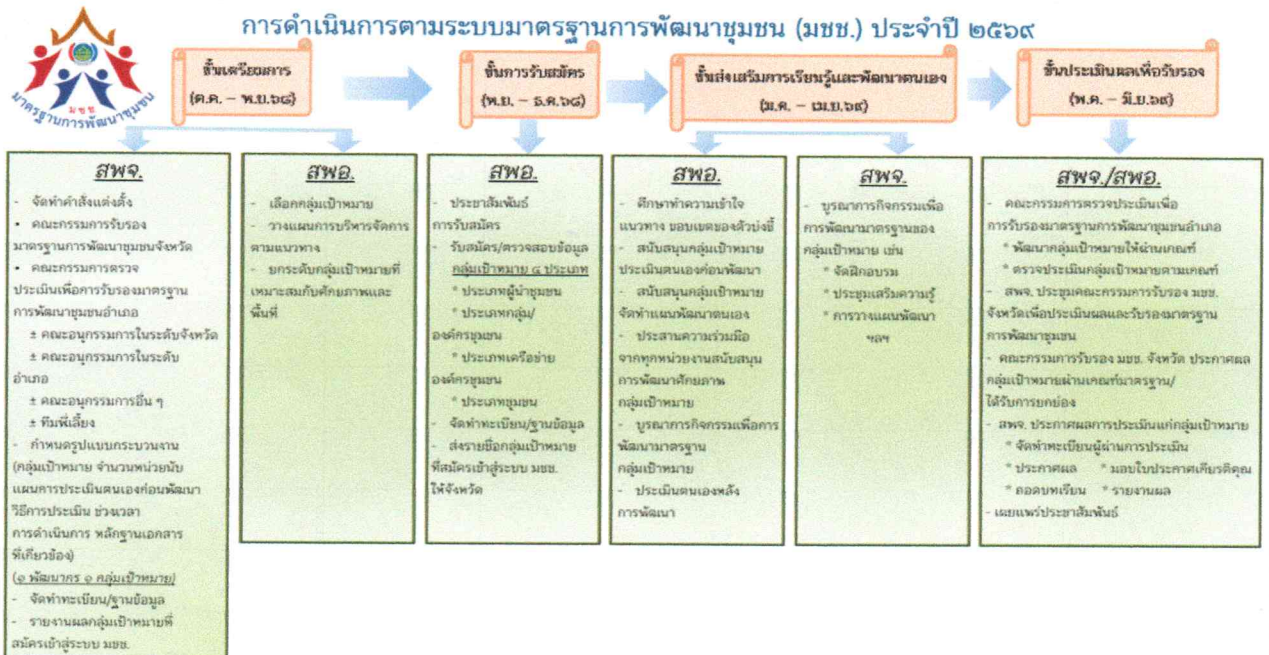 การดำเนินการตามระบบมาตรฐานการพัฒนาชุมชน (มชช.) ประจำปี ๒๕๖๙
มชช
มาตรฐานการพัฒนาชุมชน
ขั้นเตรียมการ
(ต.ค. – พ.ย.๖๘)
ขั้นการรับสมัคร
(พ.ย. – ธ.ค.๖๘)
ขั้นส่งเสริมการเรียนรู้และพัฒนาตนเอง
(ม.ค. – เม.ย.๖๙)
ขั้นประเมินผลเพื่อรับรอง
(พ.ค. – มิ.ย.๖๙)
สพจ.
- จัดทำคำสั่งแต่งตั้ง
• คณะกรรมการรับรอง
มาตรฐานการพัฒนาชุมชนจังหวัด
• คณะกรรมการตรวจ
ประเมินเพื่อการรับรองมาตรฐาน
การพัฒนาชุมชนอำเภอ
± คณะอนุกรรมการในระดับจังหวัด
± คณะอนุกรรมการในระดับ
อำเภอ
± คณะอนุกรรมการอื่น ๆ
± ทีมพี่เลี้ยง
- กำหนดรูปแบบกระบวนงาน
(กลุ่มเป้าหมาย จำนวนหน่วยนับ
แผนการประเมินตนเองก่อนพัฒนา
วิธีการประเมิน ช่วงเวลา
การดำเนินการ หลักฐานเอกสาร
ที่เกี่ยวข้อง)
(๑ พัฒนากร ๑ กลุ่มเป้าหมาย)
- จัดทำทะเบียน/ฐานข้อมูล
- รายงานผลกลุ่มเป้าหมายที่
สมัครเข้าสู่ระบบ มชช.
สพอ.
- เลือกกลุ่มเป้าหมาย
- วางแผนการบริหารจัดการ
ตามแนวทาง
- ยกระดับกลุ่มเป้าหมายที่
เหมาะสมกับศักยภาพและ
พื้นที่
สพอ.
- ประชาสัมพันธ์
การรับสมัคร
- รับสมัคร/ตรวจสอบข้อมูล
กลุ่มเป้าหมาย ๔ ประเภท
* ประเภทผู้นำชุมชน
* ประเภทกลุ่ม/
องค์กรชุมชน
* ประเภทเครือข่าย
องค์กรชุมชน
* ประเภทชุมชน
- จัดทำทะเบียน/ฐานข้อมูล
- ส่งรายชื่อกลุ่มเป้าหมาย
ที่สมัครเข้าสู่ระบบ มชช.
ให้จังหวัด
สพอ.
- ศึกษาทำความเข้าใจ
แนวทาง ขอบเขตของตัวบ่งชี้
- สนับสนุนกลุ่มเป้าหมาย
ประเมินตนเองก่อนพัฒนา
- สนับสนุนกลุ่มเป้าหมาย
จัดทำแผนพัฒนาตนเอง
- ประสานความร่วมมือ
จากทุกหน่วยงานสนับสนุน
การพัฒนาศักยภาพ
กลุ่มเป้าหมาย
- บูรณาการกิจกรรมเพื่อการ
พัฒนามาตรฐาน
กลุ่มเป้าหมาย
- ประเมินตนเองหลัง
การพัฒนา
สพจ.
- บูรณาการกิจกรรมเพื่อ
การพัฒนามาตรฐานของ
กลุ่มเป้าหมาย เช่น
* จัดฝึกอบรม
* ประชุมเสริมความรู้
* การวางแผนพัฒนา
ฯลฯ
สพจ./สพอ.
- คณะกรรมการตรวจประเมินเพื่อ
การรับรองมาตรฐานการพัฒนาชุมชนอำเภอ
* พัฒนากลุ่มเป้าหมายให้ผ่านเกณฑ์
* ตรวจประเมินกลุ่มเป้าหมายตามเกณฑ์
- สพจ. ประชุมคณะกรรมการรับรอง มชช.
จังหวัดเพื่อประเมินผลและรับรองมาตรฐาน
การพัฒนาชุมชน
- คณะกรรมการรับรอง มชช. จังหวัด ประกาศผล
กลุ่มเป้าหมายผ่านเกณฑ์มาตรฐาน/
ได้รับการยกย่อง
- สพจ. ประกาศผลการประเมินแก่กลุ่มเป้าหมาย
* จัดทำทะเบียนผู้ผ่านการประเมิน
* ประกาศผล * มอบใบประกาศเกียรติคุณ
* ถอดบทเรียน * รายงานผล
- เผยแพร่ประชาสัมพันธ์